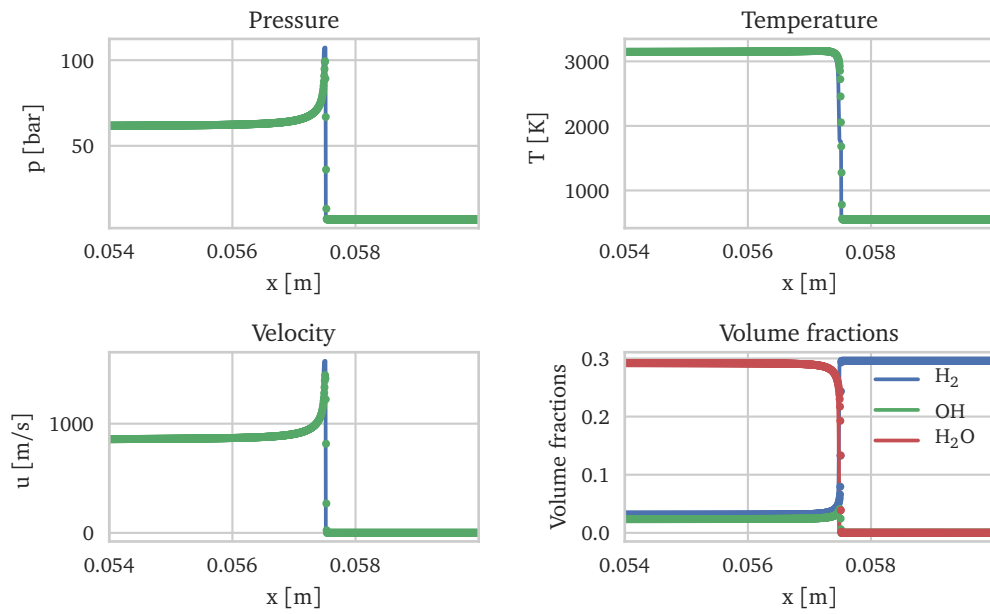 Pressure
100
50
p [bar]
0.054
0.056
0.058
x [m]
Temperature
3000
2000
1000
T [K]
0.054
0.056
0.058
x [m]
Velocity
1000
0
u [m/s]
0.054
0.056
0.058
x [m]
Volume fractions
0.3
0.2
0.1
0.0
Volume fractions
H₂
OH
H₂O
0.054
0.056
0.058
x [m]